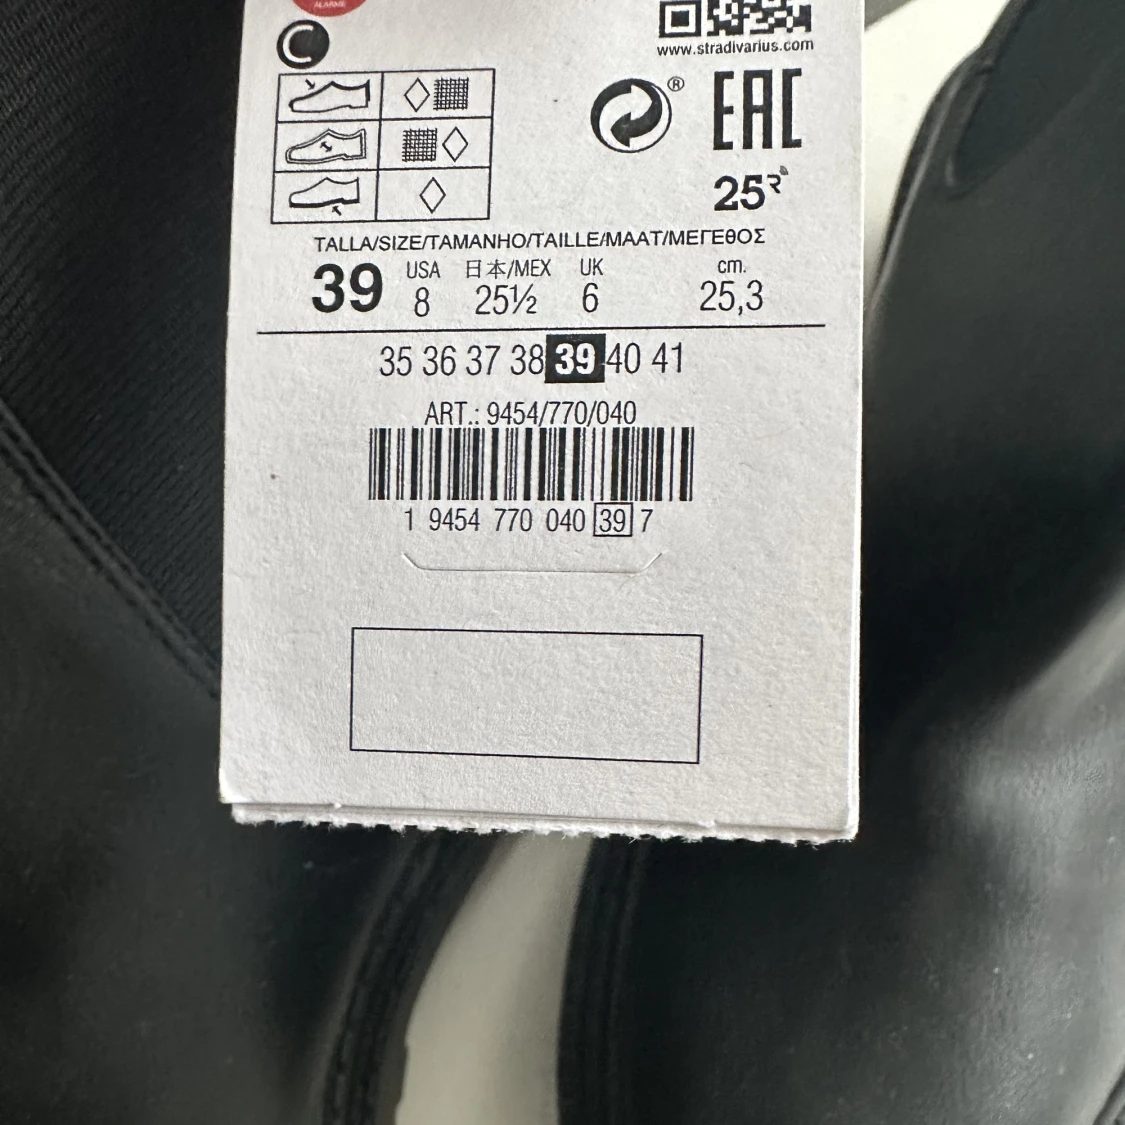 ALARME
C
www.stradivarius.com
®
EAC
25
TALLA/SIZE/TAMANHO/TAILLE/MAAT/ΜΕΓΕΘΟΣ
39 USA 8 日本/MEX 25½ UK 6 cm. 25,3
35 36 37 38 39 40 41
ART.: 9454/770/040
1 9454 770 040 39 7